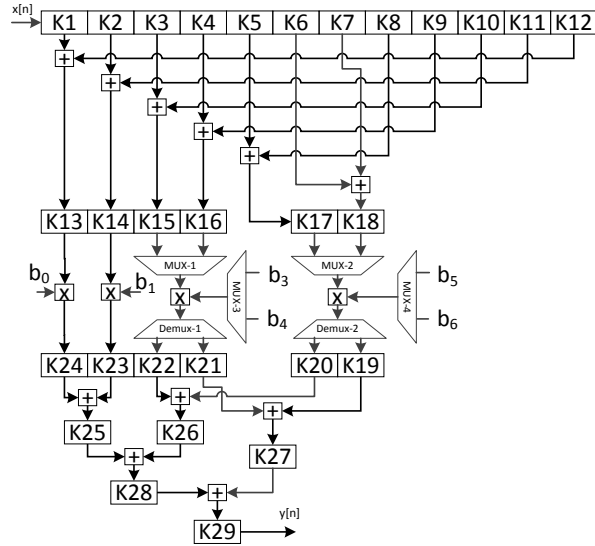 x[n] K1 K2 K3 K4 K5 K6 K7 K8 K9 K10 K11 K12
+
+
+
+
+
+
K13 K14 K15 K16 K17 K18
MUX-1 MUX-2
b0 X X b1 X MUX-3 b3 X MUX-4 b5
b4 b6
Demux-1 Demux-2
K24 K23 K22 K21 K20 K19
+ + +
K25 K26 K27
+
K28 +
K29 y[n]